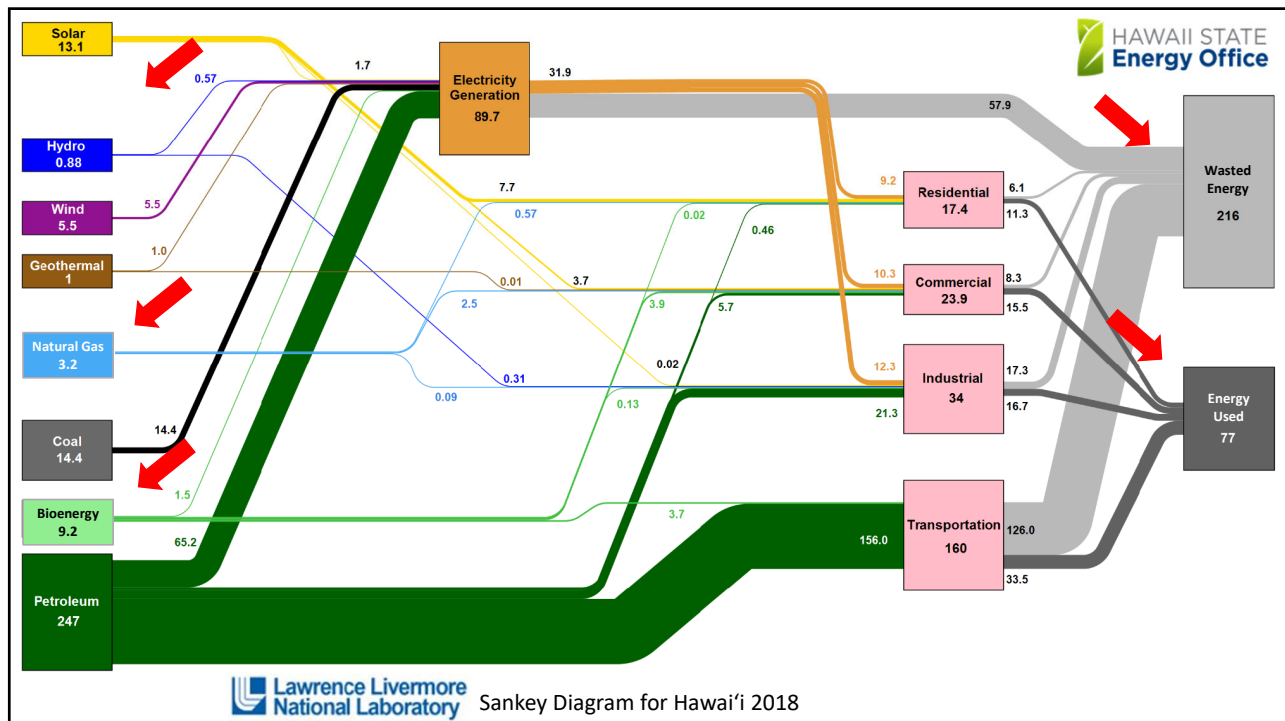 Solar
13.1
Hydro
0.88
Wind
5.5
Geothermal
1
Natural Gas
3.2
Coal
14.4
Bioenergy
9.2
Petroleum
247
0.57
5.5
1.0
14.4
1.5
65.2
1.7
Electricity
Generation
89.7
31.9
57.9
7.7
0.57
0.02
0.46
3.7
0.01
2.5
3.9
5.7
0.02
0.31
0.09
0.13
3.7
9.2
10.3
12.3
21.3
156.0
Residential
17.4
6.1
11.3
Commercial
23.9
8.3
15.5
Industrial
34
17.3
16.7
Transportation
160
126.0
33.5
HAWAII STATE
Energy Office
Wasted
Energy
216
Energy
Used
77
Lawrence Livermore
National Laboratory
Sankey Diagram for Hawai‘i 2018